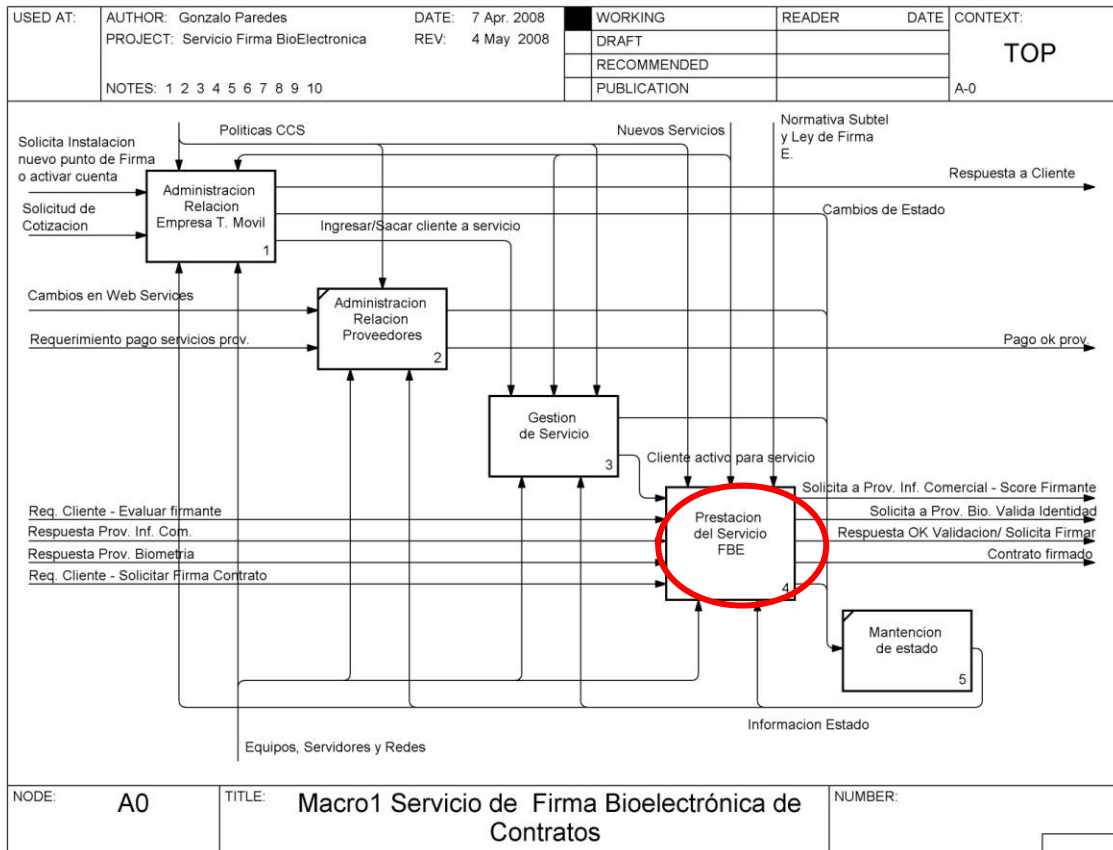 USED AT:
AUTHOR: Gonzalo Paredes
DATE: 7 Apr. 2008
WORKING
READER
DATE
CONTEXT:
PROJECT: Servicio Firma BioElectronica
REV: 4 May 2008
DRAFT
TOP
RECOMMENDED
NOTES: 1 2 3 4 5 6 7 8 9 10
PUBLICATION
A-0
Politicas CCS
Nuevos Servicios
Normativa Subtel
y Ley de Firma
E.
Solicita Instalacion
nuevo punto de Firma
o activar cuenta
Respuesta a Cliente
Administracion
Relacion
Empresa T. Movil
1
Solicitud de
Cotizacion
Cambios de Estado
Ingresar/Sacar cliente a servicio
Cambios en Web Services
Administracion
Relacion
Proveedores
2
Requerimiento pago servicios prov.
Pago ok prov.
Gestion
de Servicio
3
Cliente activo para servicio
Solicita a Prov. Inf. Comercial - Score Firmante
Req. Cliente - Evaluar firmante
Prestacion
del Servicio
FBE
4
Solicita a Prov. Bio. Valida Identidad
Respuesta Prov. Inf. Com.
Respuesta OK Validacion/ Solicita Firmar
Respuesta Prov. Biometria
Contrato firmado
Req. Cliente - Solicitar Firma Contrato
Mantencion
de estado
5
Informacion Estado
Equipos, Servidores y Redes
NODE:
A0
TITLE:
Macro1 Servicio de Firma Bioelectrónica de
Contratos
NUMBER: